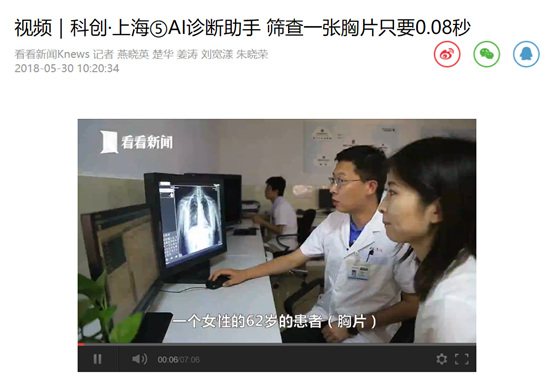 视频｜科创·上海⑤AI诊断助手 筛查一张胸片只要0.08秒
看看新闻Knews 记者 燕晓英 楚华 姜涛 刘宽漾 朱晓荣
2018-05-30 10:20:34
看看新闻
一个女性的62岁的患者（胸片）
00:06/07:06